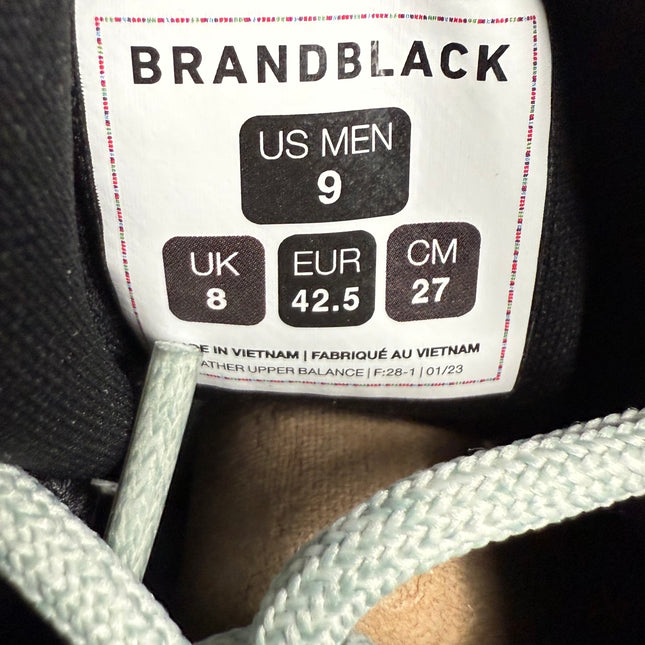 BRANDBLACK
US MEN
9
UK
8
EUR
42.5
CM
27
IN VIETNAM | FABRIQUÉ AU VIETNAM
UPPER BALANCE | F:28-1 | 01/23